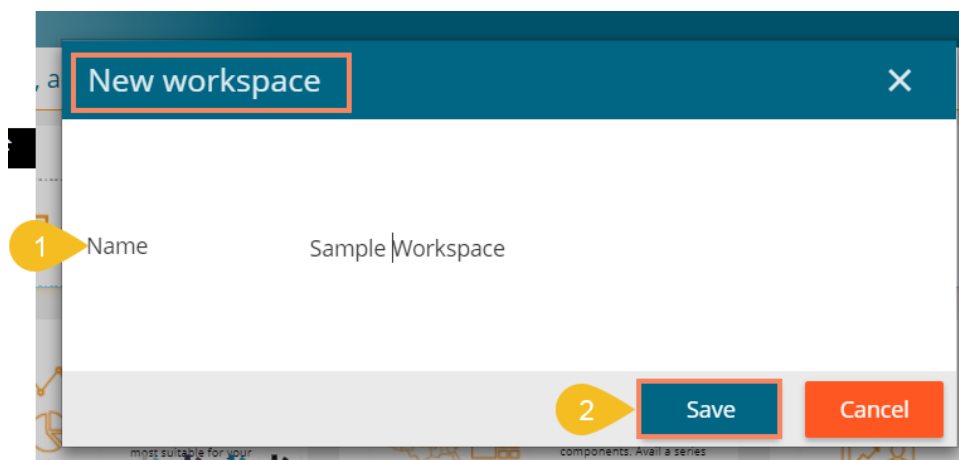 , a
New workspace
1
Name
Sample Workspace
2
Save
Cancel
most suitable for your
components. Avail a series